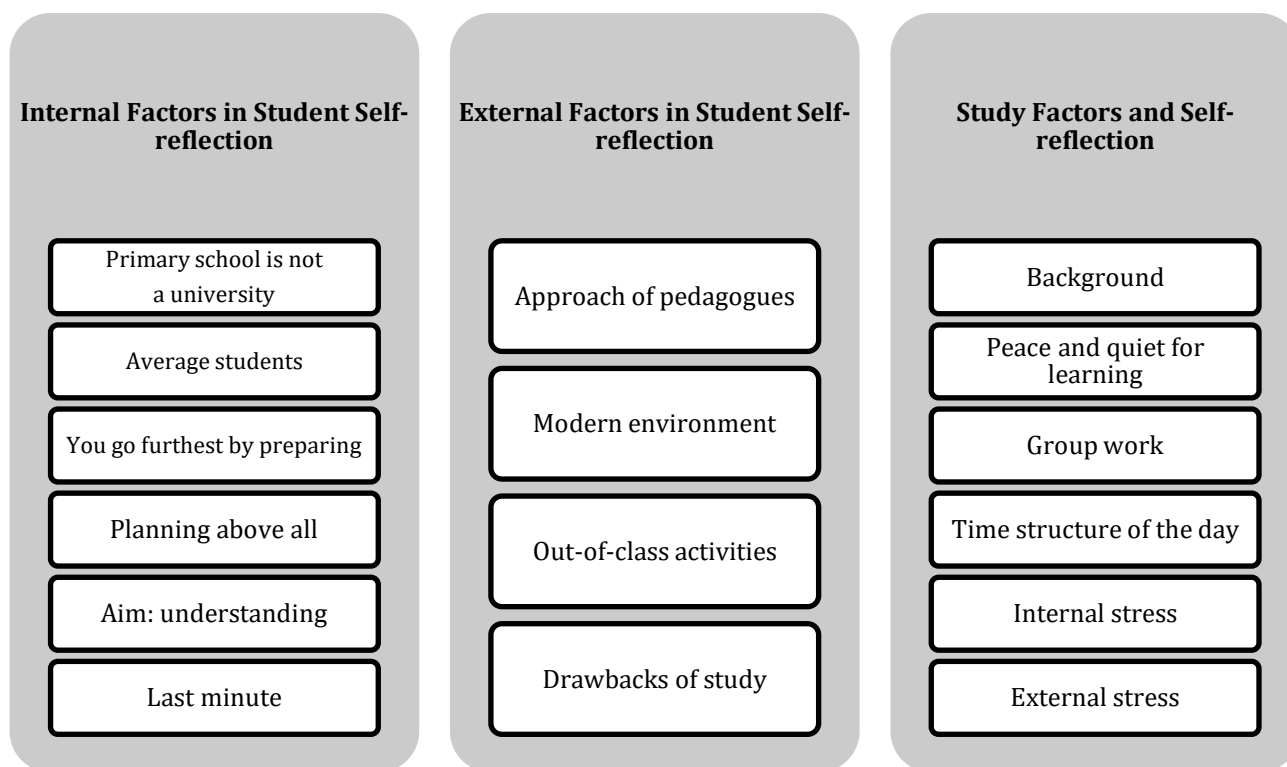 Internal Factors in Student Self-
reflection
Primary school is not
a university
Average students
You go furthest by preparing
Planning above all
Aim: understanding
Last minute
External Factors in Student Self-
reflection
Approach of pedagogues
Modern environment
Out-of-class activities
Drawbacks of study
Study Factors and Self-
reflection
Background
Peace and quiet for
learning
Group work
Time structure of the day
Internal stress
External stress